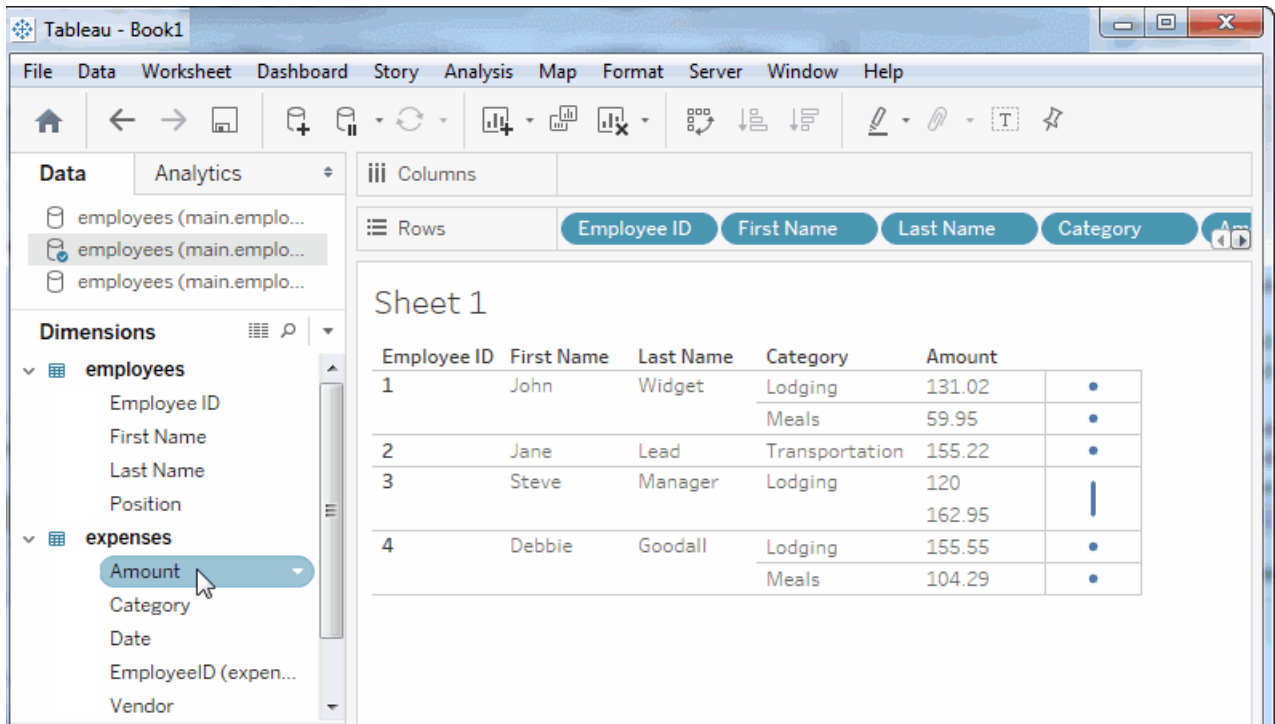 Tableau - Book1
File Data Worksheet Dashboard Story Analysis Map Format Server Window Help
Data Analytics
employees (main.emplo...
employees (main.emplo...
employees (main.emplo...
Dimensions
employees
Employee ID
First Name
Last Name
Position
expenses
Amount
Category
Date
EmployeeID (expen...
Vendor
Columns
Rows Employee ID First Name Last Name Category
Sheet 1
Employee ID First Name Last Name Category Amount
1 John Widget Lodging 131.02
Meals 59.95
2 Jane Lead Transportation 155.22
3 Steve Manager Lodging 120
162.95
4 Debbie Goodall Lodging 155.55
Meals 104.29